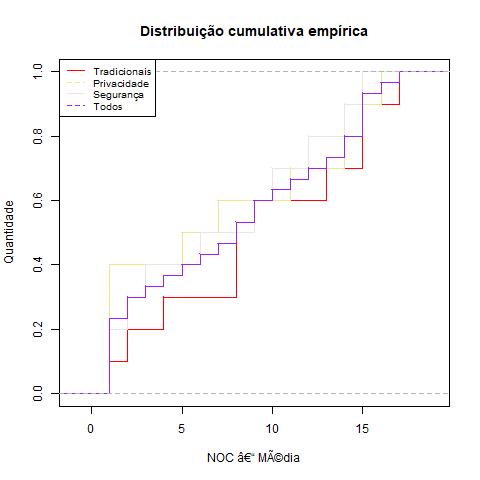 Distribuição cumulativa empírica
Tradicionais
Privacidade
Segurança
Todos
Quantidade
1.0
0.8
0.6
0.4
0.2
0.0
0 5 10 15
NOC â€“ MÃ©dia